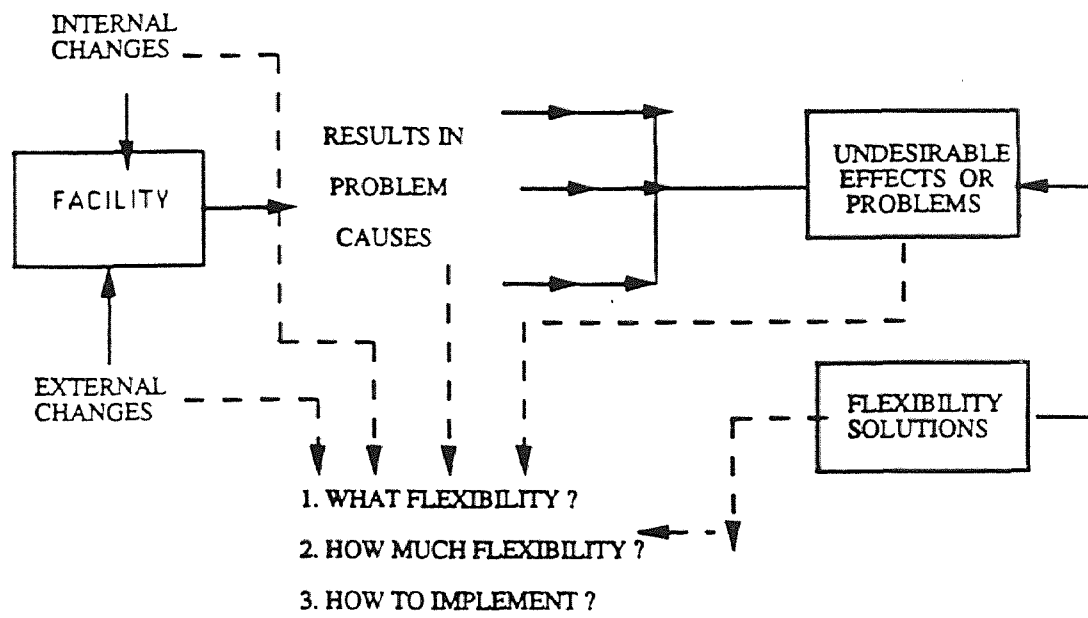 INTERNAL
CHANGES
FACILITY
RESULTS IN
PROBLEM
CAUSES
UNDESIRABLE
EFFECTS OR
PROBLEMS
EXTERNAL
CHANGES
FLEXIBILITY
SOLUTIONS
1. WHAT FLEXIBILITY ?
2. HOW MUCH FLEXIBILITY ?
3. HOW TO IMPLEMENT ?